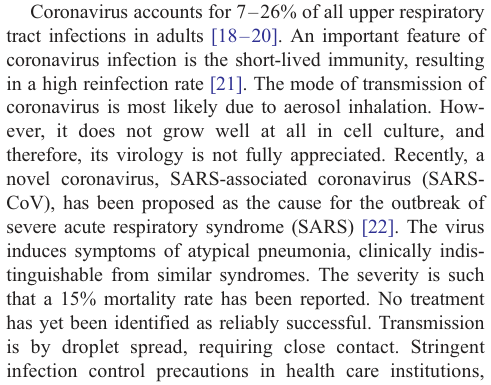 Coronavirus accounts for 7–26% of all upper respiratory
tract infections in adults [18–20]. An important feature of
coronavirus infection is the short-lived immunity, resulting
in a high reinfection rate [21]. The mode of transmission of
coronavirus is most likely due to aerosol inhalation. How-
ever, it does not grow well at all in cell culture, and
therefore, its virology is not fully appreciated. Recently, a
novel coronavirus, SARS-associated coronavirus (SARS-
CoV), has been proposed as the cause for the outbreak of
severe acute respiratory syndrome (SARS) [22]. The virus
induces symptoms of atypical pneumonia, clinically indis-
tinguishable from similar syndromes. The severity is such
that a 15% mortality rate has been reported. No treatment
has yet been identified as reliably successful. Transmission
is by droplet spread, requiring close contact. Stringent
infection control precautions in health care institutions,